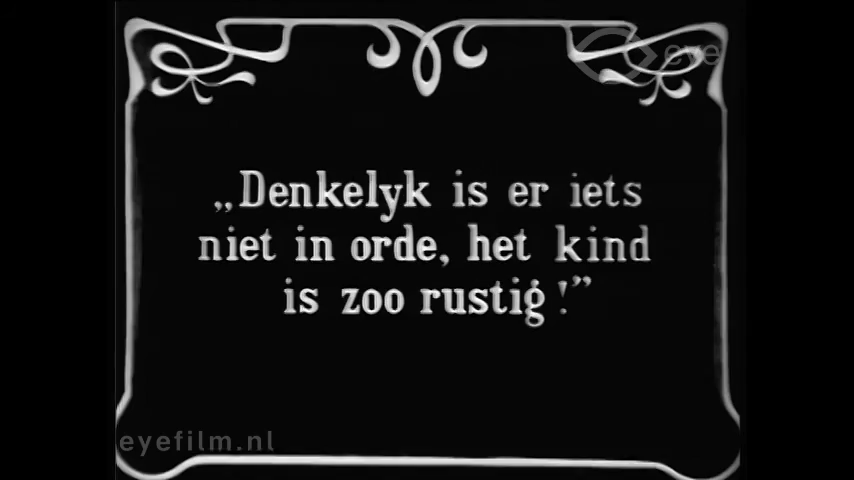 eye
„Denkelyk is er iets
niet in orde, het kind
is zoo rustig!”
eyefilm.nl